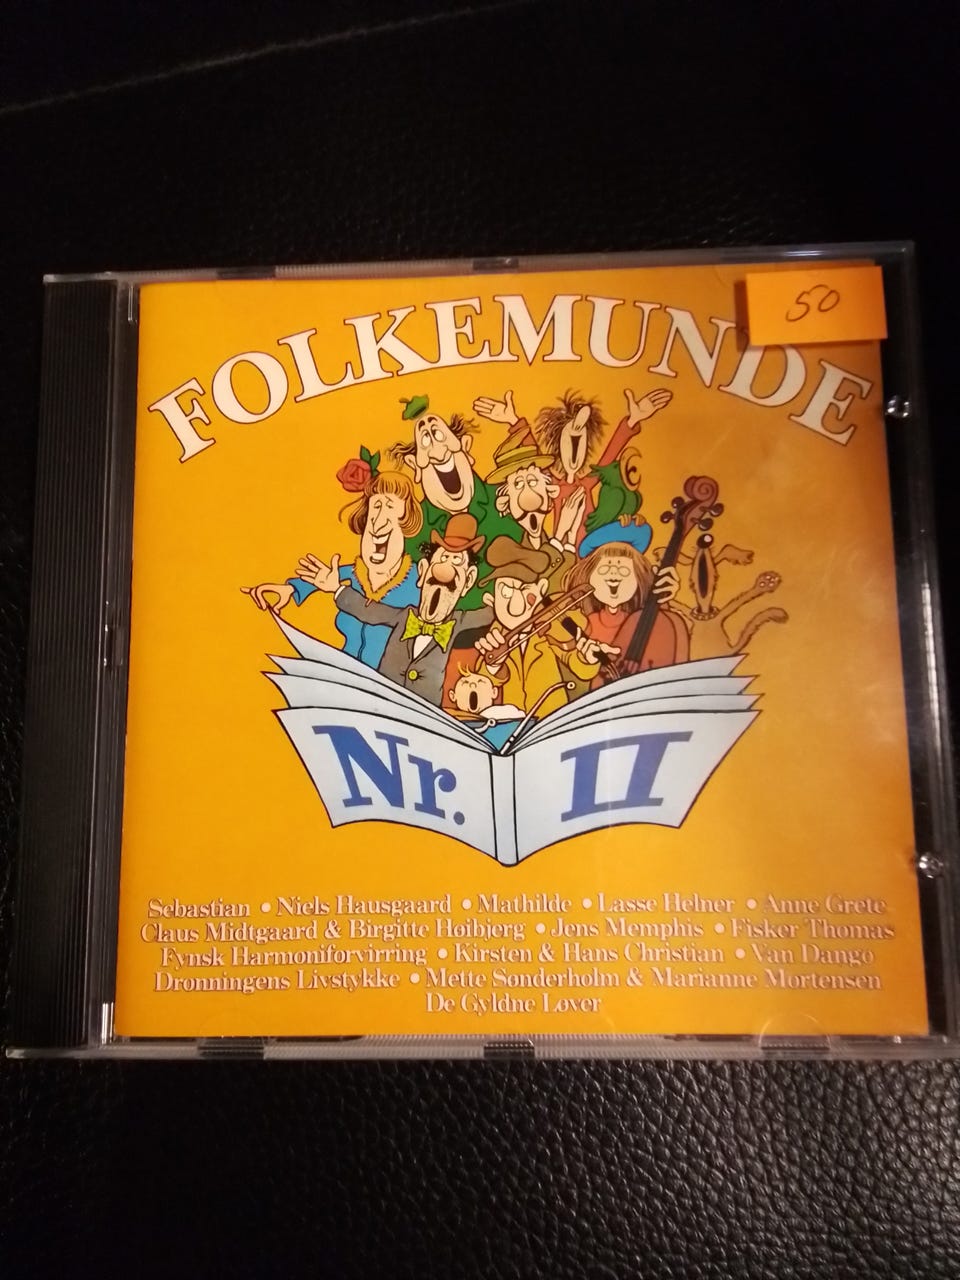 50
FOLKEMUNDE
Nr. II
Sebastian • Niels Hausgaard • Mathilde • Lasse Helner • Anne Grete
Claus Midtgaard & Birgitte Høibjerg • Jens Memphis • Fisker Thomas
Fynsk Harmoniforvirring • Kirsten & Hans Christian • Van Dango
Dronningens Livstykke • Mette Sønderholm & Marianne Mortensen
De Gyldne Løver